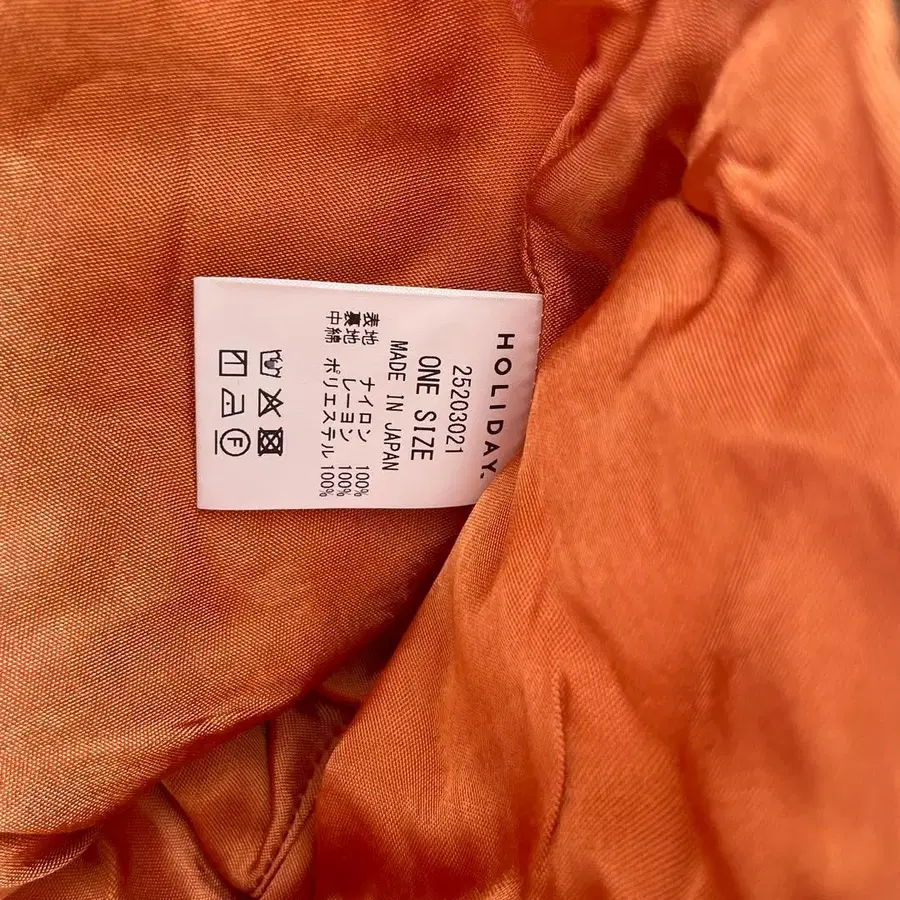 HOLIDAY.
25203021
ONE SIZE
MADE IN JAPAN
表地 ナイロン 100%
裏地 レーヨン 100%
中綿 ポリエステル 100%
F